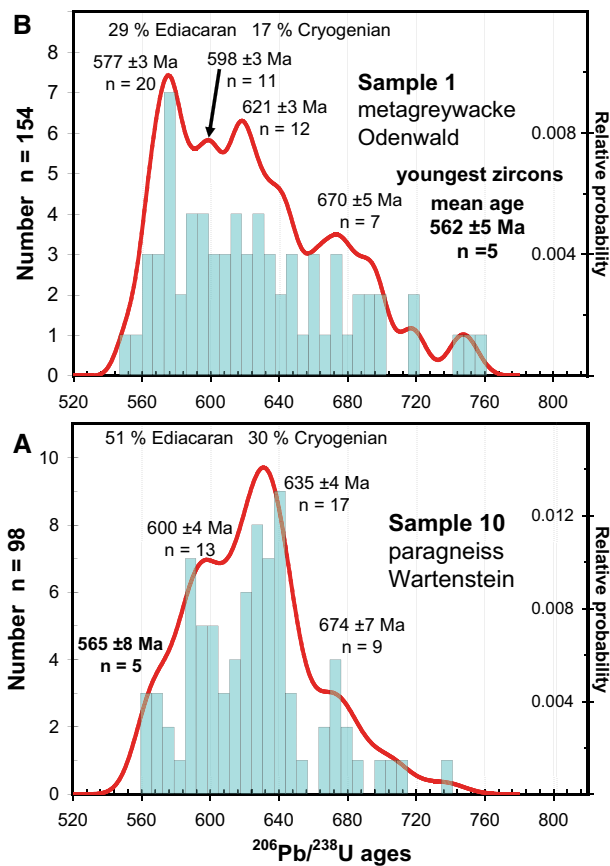 B
29 % Ediacaran 17 % Cryogenian
577 ±3 Ma
n = 20
598 ±3 Ma
n = 11
621 ±3 Ma
n = 12
670 ±5 Ma
n = 7
Sample 1
metagreywacke
Odenwald
youngest zircons
mean age
562 ±5 Ma
n =5
Number n = 154
8
7
6
5
4
3
2
1
0
Relative probability
0.008
0.004
520 560 600 640 680 720 760 800
A
51 % Ediacaran 30 % Cryogenian
635 ±4 Ma
n = 17
600 ±4 Ma
n = 13
565 ±8 Ma
n = 5
674 ±7 Ma
n = 9
Sample 10
paragneiss
Wartenstein
Number n = 98
10
8
6
4
2
0
Relative probability
0.012
0.008
0.004
520 560 600 640 680 720 760 800
²⁰⁶Pb/²³⁸U ages